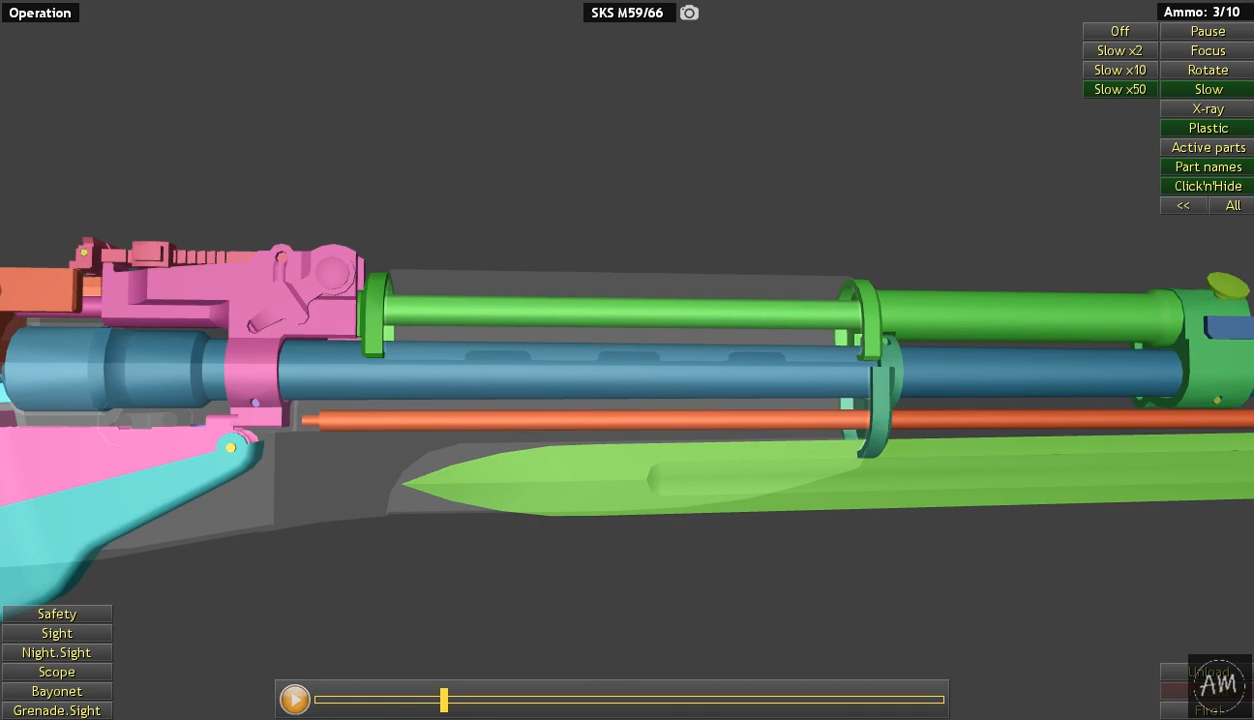 Operation
SKS M59/66
Ammo: 3/10
Off
Pause
Slow x2
Focus
Slow x10
Rotate
Slow x50
Slow
X-ray
Plastic
Active parts
Part names
Click'n'Hide
<< All
Safety
Sight
Night.Sight
Scope
Bayonet
Grenade.Sight
Unload
AM